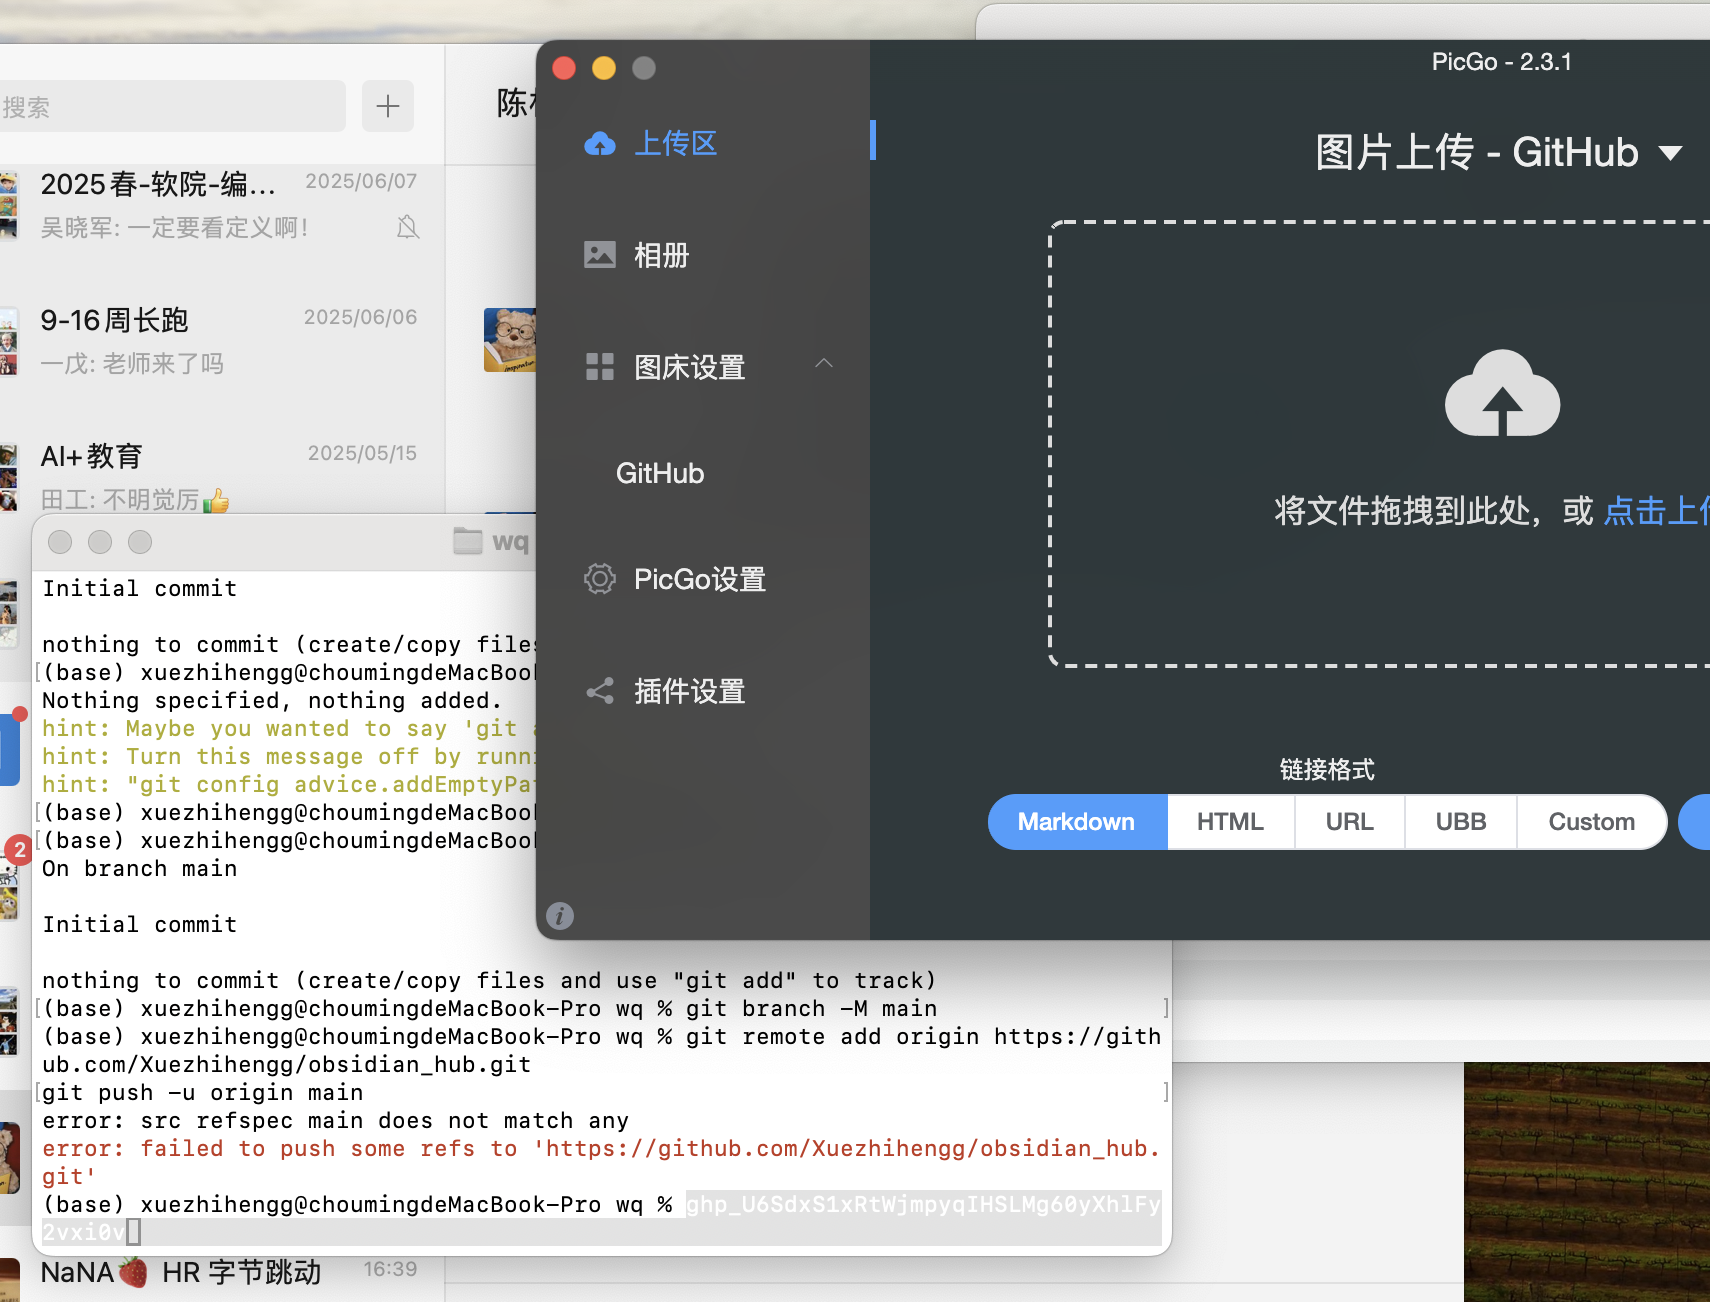 搜索
2025春-软院-编...
2025/06/07
吴晓军: 一定要看定义啊!
9-16周长跑
2025/06/06
一戊: 老师来了吗
AI+教育
2025/05/15
田工: 不明觉厉👍
NaNA🍓 HR 字节跳动
16:39
2
陈
PicGo - 2.3.1
上传区
相册
图床设置
GitHub
PicGo设置
插件设置
图片上传 - GitHub
将文件拖拽到此处，或 点击上传
链接格式
Markdown
HTML
URL
UBB
Custom
wq
Initial commit
nothing to commit (create/copy files
(base) xuezhihengg@choumingdeMacBook
Nothing specified, nothing added.
hint: Maybe you wanted to say 'git a
hint: Turn this message off by runni
hint: "git config advice.addEmptyPat
(base) xuezhihengg@choumingdeMacBook
(base) xuezhihengg@choumingdeMacBook
On branch main
Initial commit
nothing to commit (create/copy files and use "git add" to track)
(base) xuezhihengg@choumingdeMacBook-Pro wq % git branch -M main
(base) xuezhihengg@choumingdeMacBook-Pro wq % git remote add origin https://gith
ub.com/Xuezhihengg/obsidian_hub.git
git push -u origin main
error: src refspec main does not match any
error: failed to push some refs to 'https://github.com/Xuezhihengg/obsidian_hub.
git'
(base) xuezhihengg@choumingdeMacBook-Pro wq % ghp_U6SdxS1xRtWjmpyqIHSLMg60yXhlFy
2vxi0v